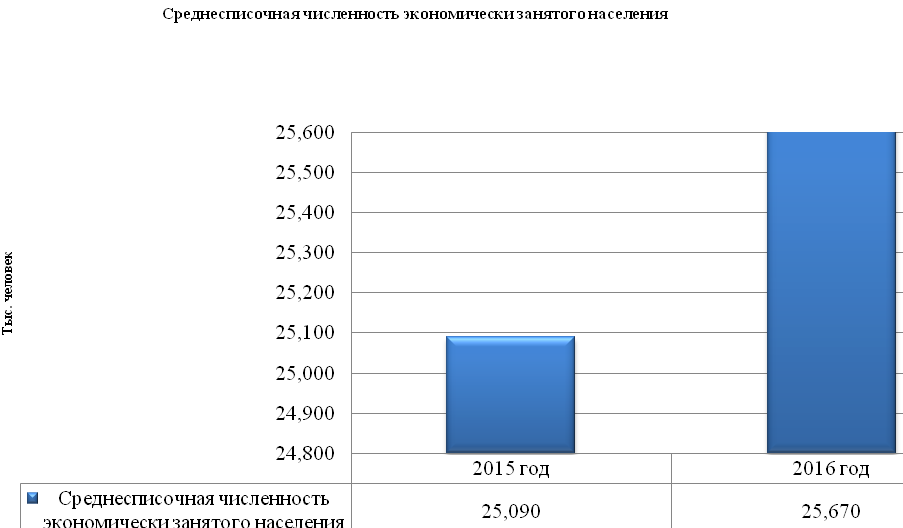 Среднесписочная численность экономически занятого населения
25,600
25,500
25,400
25,300
25,200
25,100
25,000
24,900
24,800
Тыс. человек
2015 год
2016 год
Среднесписочная численность
экономически занятого населения
25,090
25,670